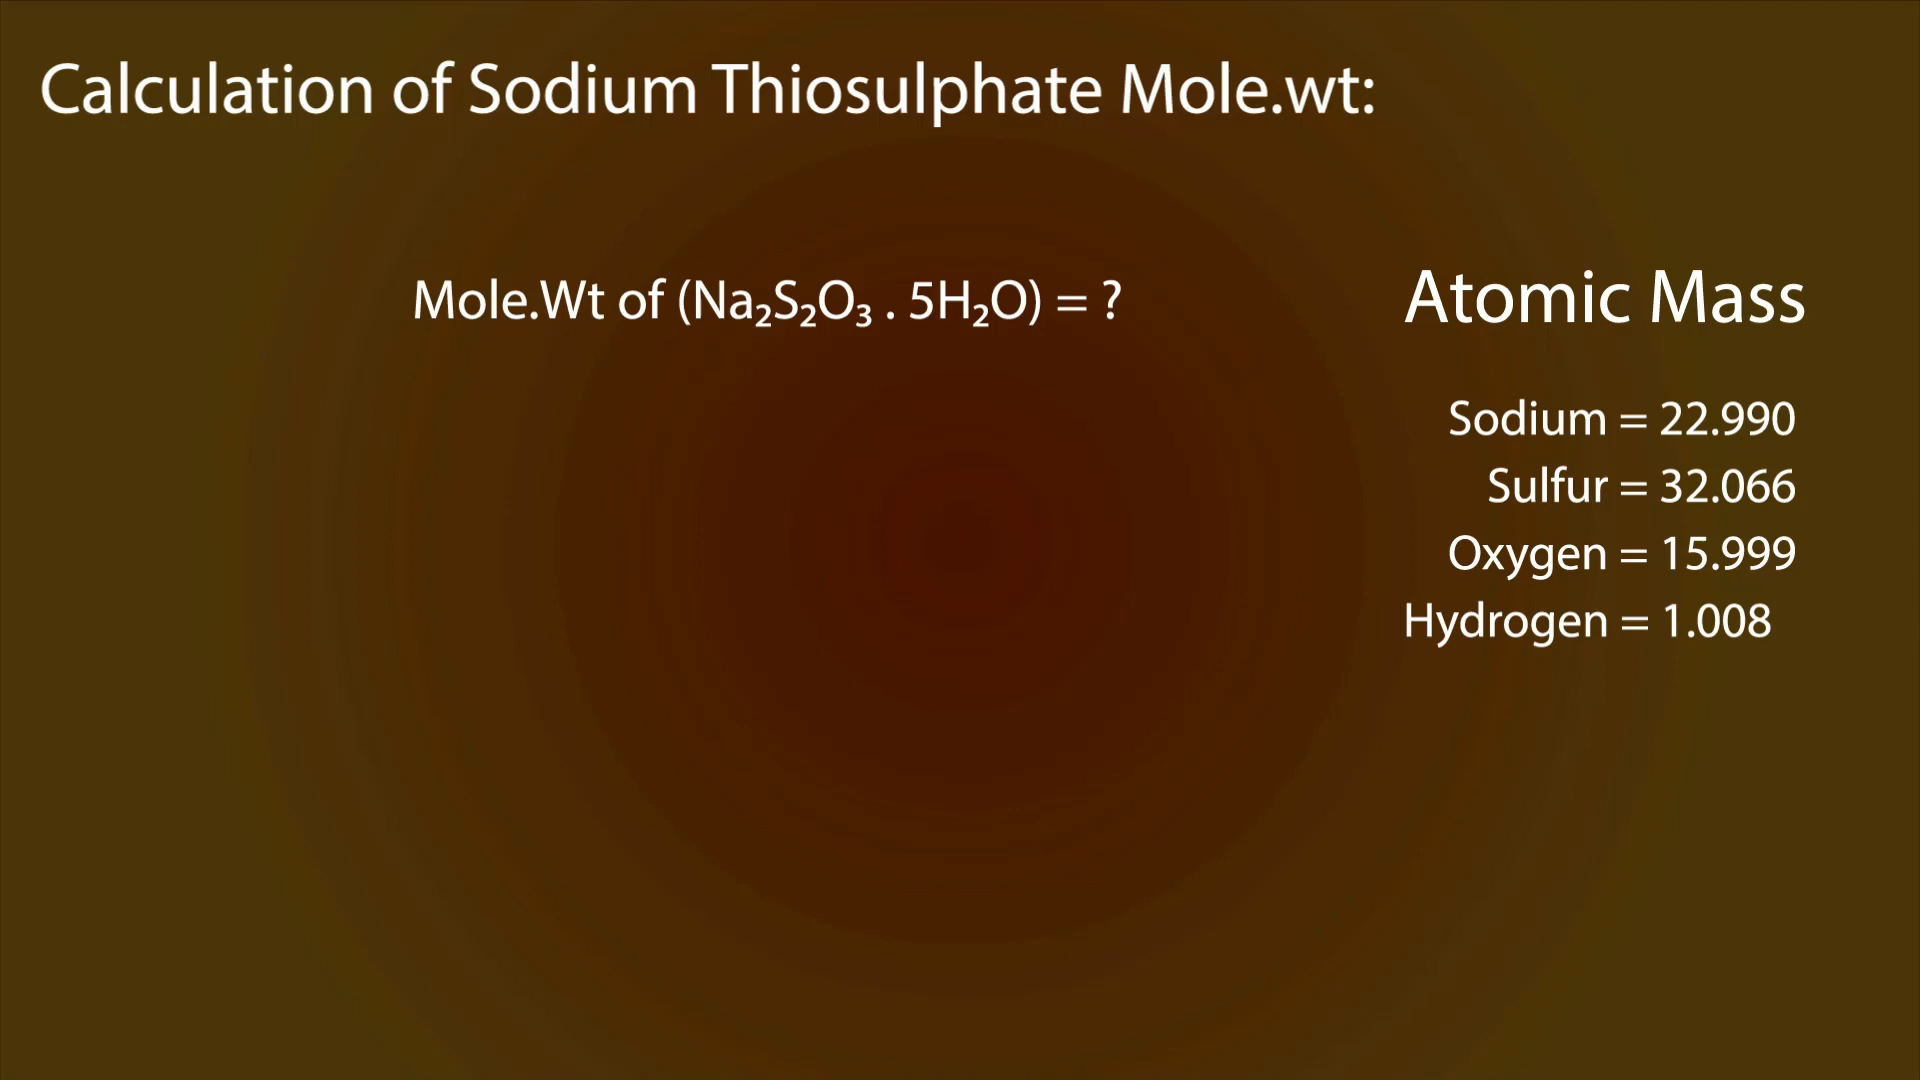 Calculation of Sodium Thiosulphate Mole.wt:
Mole.Wt of (Na₂S₂O₃ . 5H₂O) = ?
Atomic Mass
Sodium = 22.990
Sulfur = 32.066
Oxygen = 15.999
Hydrogen = 1.008